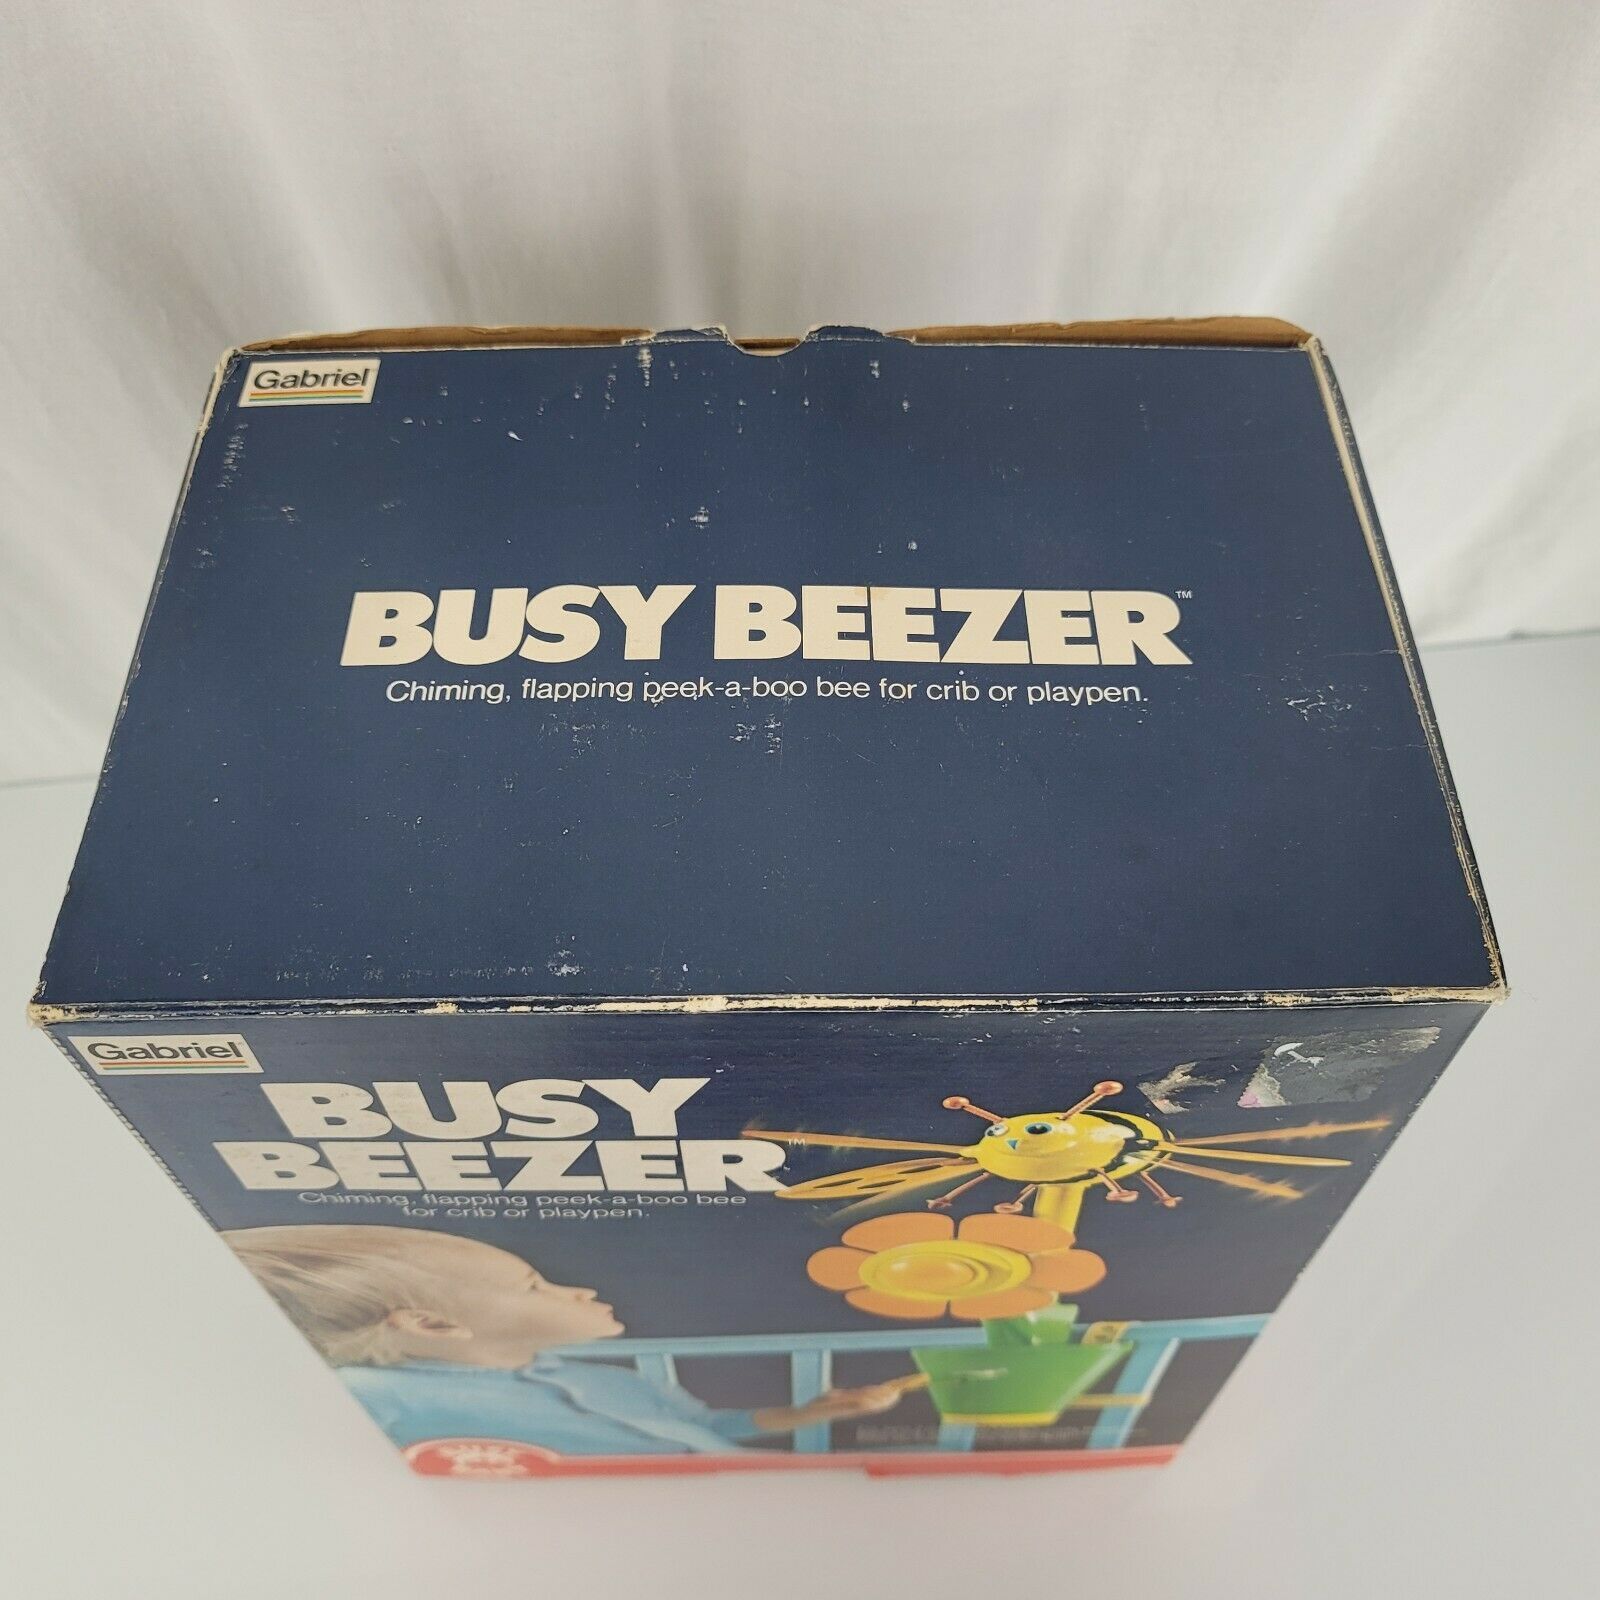 Gabriel
BUSY BEEZER™
Chiming, flapping peek-a-boo bee for crib or playpen.
Gabriel
BUSY
BEEZER™
Chiming, flapping peek-a-boo bee
for crib or playpen.